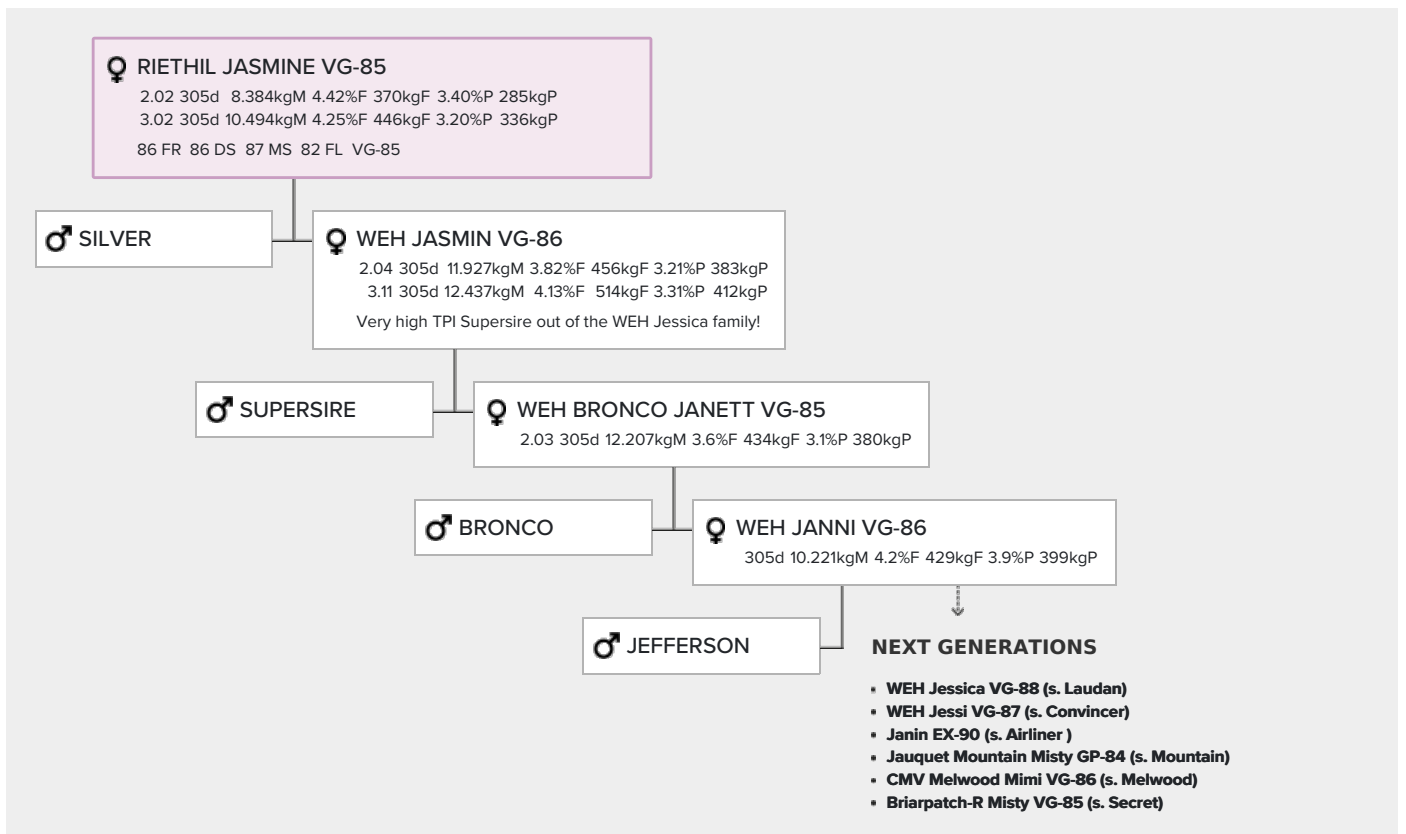 RIETHIL JASMINE VG-85
2.02 305d 8.384kgM 4.42%F 370kgF 3.40%P 285kgP
3.02 305d 10.494kgM 4.25%F 446kgF 3.20%P 336kgP
86 FR 86 DS 87 MS 82 FL VG-85
SILVER
WEH JASMIN VG-86
2.04 305d 11.927kgM 3.82%F 456kgF 3.21%P 383kgP
3.11 305d 12.437kgM 4.13%F 514kgF 3.31%P 412kgP
Very high TPI Supersire out of the WEH Jessica family!
SUPERSIRE
WEH BRONCO JANETT VG-85
2.03 305d 12.207kgM 3.6%F 434kgF 3.1%P 380kgP
BRONCO
WEH JANNI VG-86
305d 10.221kgM 4.2%F 429kgF 3.9%P 399kgP
JEFFERSON
NEXT GENERATIONS
WEH Jessica VG-88 (s. Laudan)
WEH Jessi VG-87 (s. Convincer)
Janin EX-90 (s. Airliner )
Jauquet Mountain Misty GP-84 (s. Mountain)
CMV Melwood Mimi VG-86 (s. Melwood)
Briarpatch-R Misty VG-85 (s. Secret)